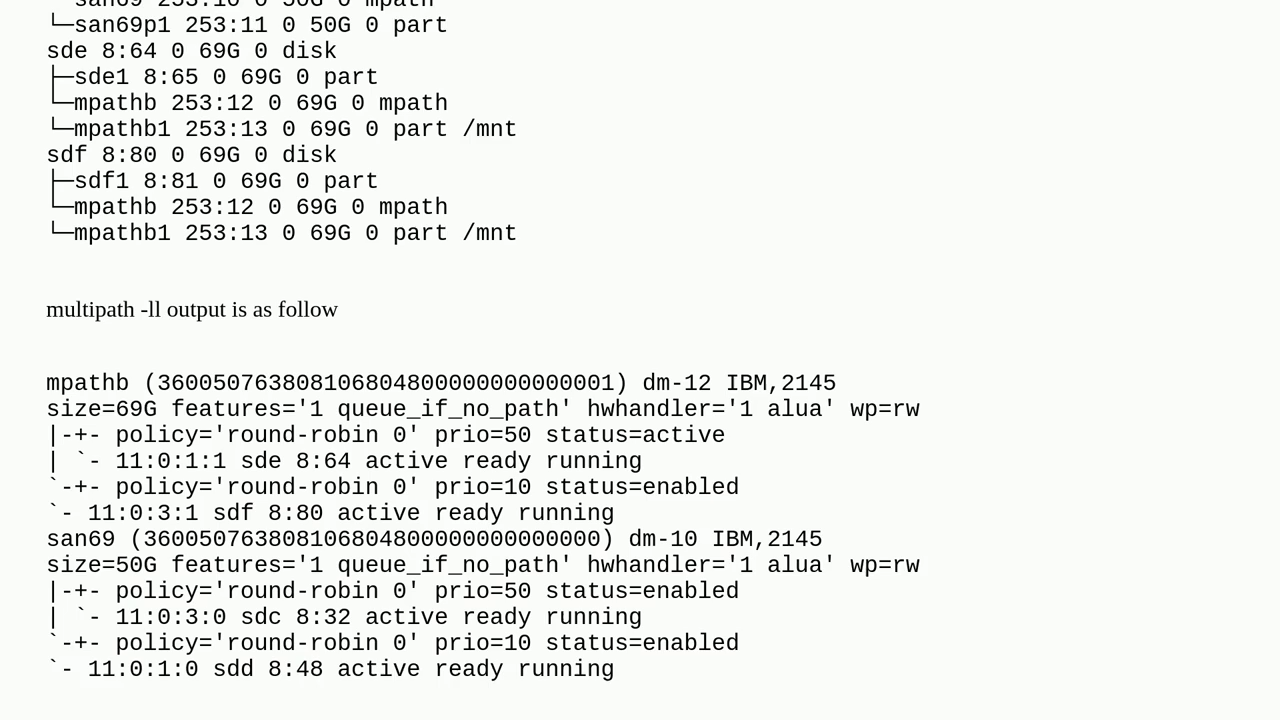 san69 253:10 0 50G 0 mpath
└─san69p1 253:11 0 50G 0 part
sde 8:64 0 69G 0 disk
├─sde1 8:65 0 69G 0 part
└─mpathb 253:12 0 69G 0 mpath
└─mpathb1 253:13 0 69G 0 part /mnt
sdf 8:80 0 69G 0 disk
├─sdf1 8:81 0 69G 0 part
└─mpathb 253:12 0 69G 0 mpath
└─mpathb1 253:13 0 69G 0 part /mnt
multipath -ll output is as follow
mpathb (360050763808106804800000000000001) dm-12 IBM,2145
size=69G features='1 queue_if_no_path' hwhandler='1 alua' wp=rw
|-+- policy='round-robin 0' prio=50 status=active
| `- 11:0:1:1 sde 8:64 active ready running
`-+- policy='round-robin 0' prio=10 status=enabled
`- 11:0:3:1 sdf 8:80 active ready running
san69 (360050763808106804800000000000000) dm-10 IBM,2145
size=50G features='1 queue_if_no_path' hwhandler='1 alua' wp=rw
|-+- policy='round-robin 0' prio=50 status=enabled
| `- 11:0:3:0 sdc 8:32 active ready running
`-+- policy='round-robin 0' prio=10 status=enabled
`- 11:0:1:0 sdd 8:48 active ready running